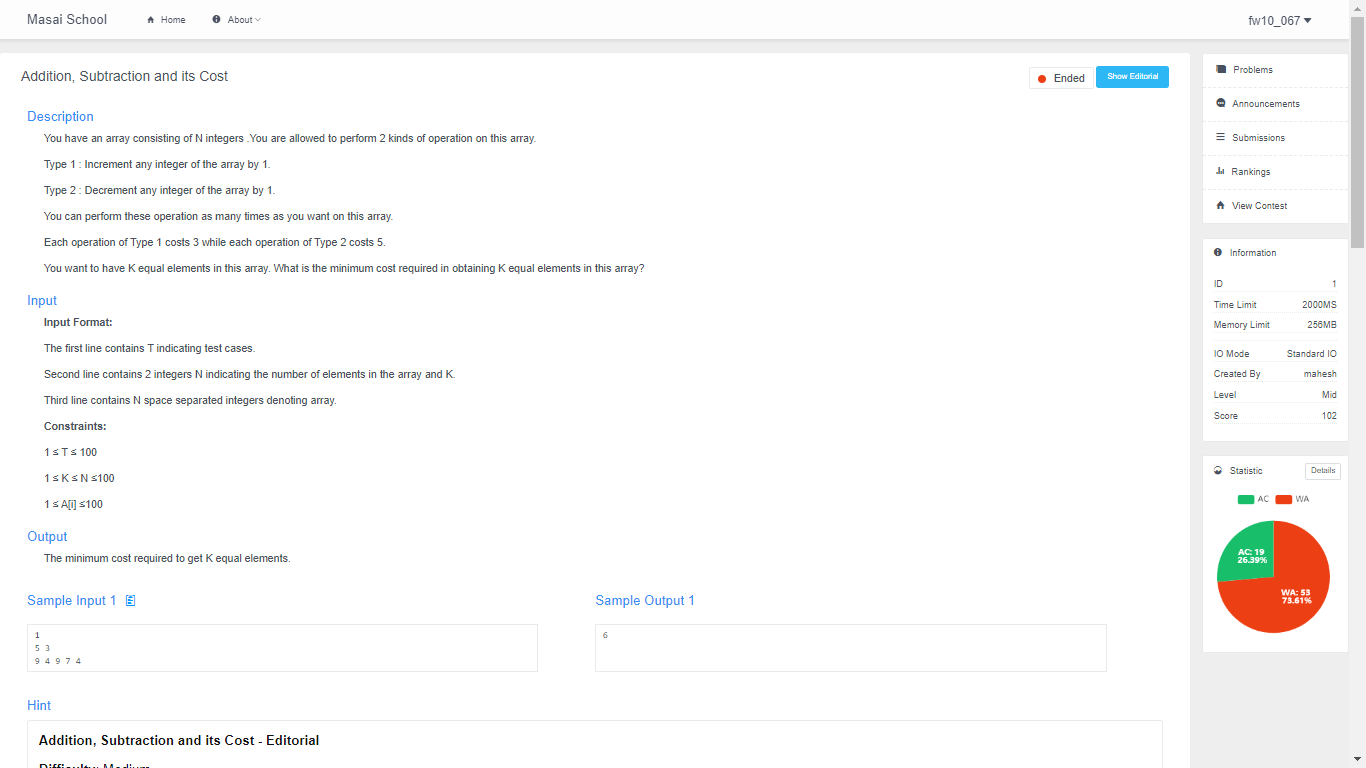 Masai School
Home
About
fw10_067
Addition, Subtraction and its Cost
Ended
Show Editorial
Description
You have an array consisting of N integers .You are allowed to perform 2 kinds of operation on this array.
Type 1 : Increment any integer of the array by 1.
Type 2 : Decrement any integer of the array by 1.
You can perform these operation as many times as you want on this array.
Each operation of Type 1 costs 3 while each operation of Type 2 costs 5.
You want to have K equal elements in this array. What is the minimum cost required in obtaining K equal elements in this array?
Input
Input Format:
The first line contains T indicating test cases.
Second line contains 2 integers N indicating the number of elements in the array and K.
Third line contains N space separated integers denoting array.
Constraints:
1 ≤ T ≤ 100
1 ≤ K ≤ N ≤100
1 ≤ A[i] ≤100
Output
The minimum cost required to get K equal elements.
Sample Input 1
1
5 3
9 4 9 7 4
Sample Output 1
6
Hint
Addition, Subtraction and its Cost - Editorial
Difficulty: Medium
Problems
Announcements
Submissions
Rankings
View Contest
Information
ID 1
Time Limit 2000MS
Memory Limit 256MB
IO Mode Standard IO
Created By mahesh
Level Mid
Score 102
Statistic
Details
AC WA
AC: 19
26.39%
WA: 53
73.61%